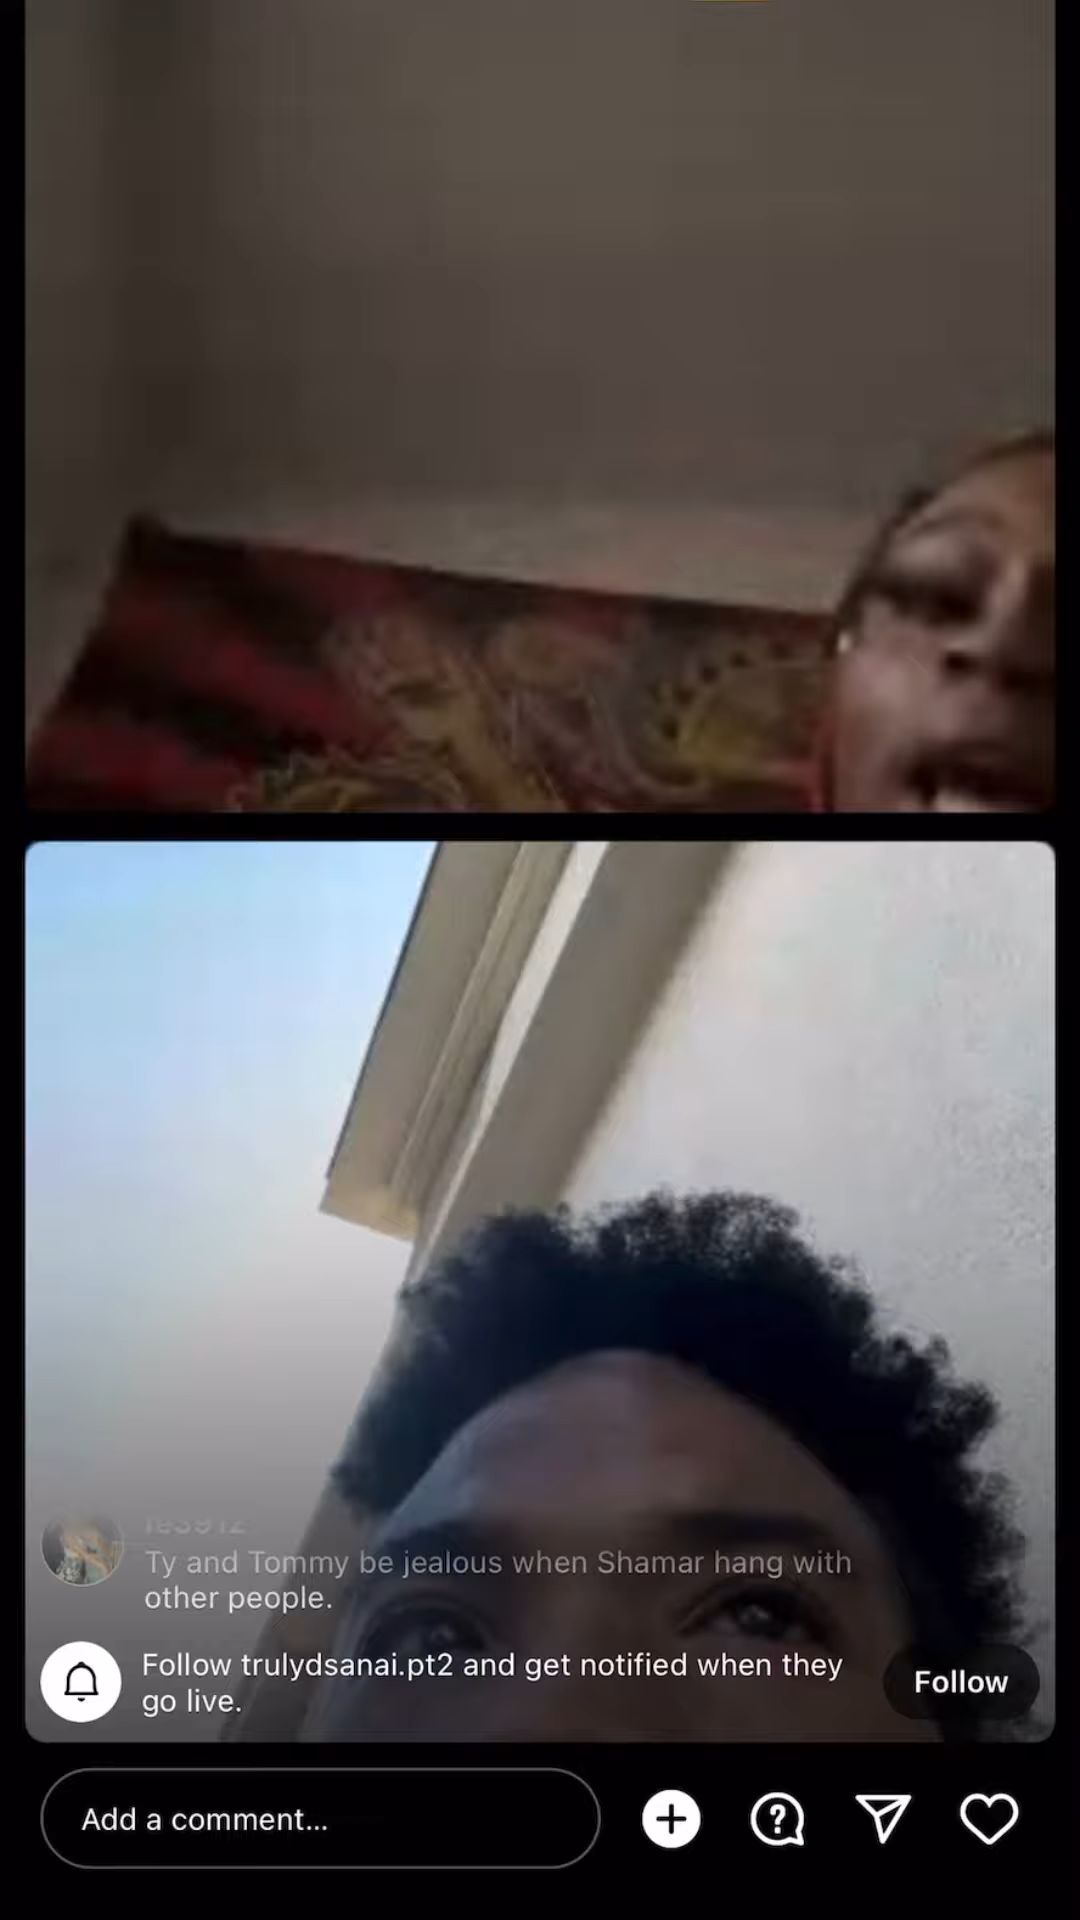 Ty and Tommy be jealous when Shamar hang with
other people.
Follow trulydsanai.pt2 and get notified when they
go live.
Follow
Add a comment...